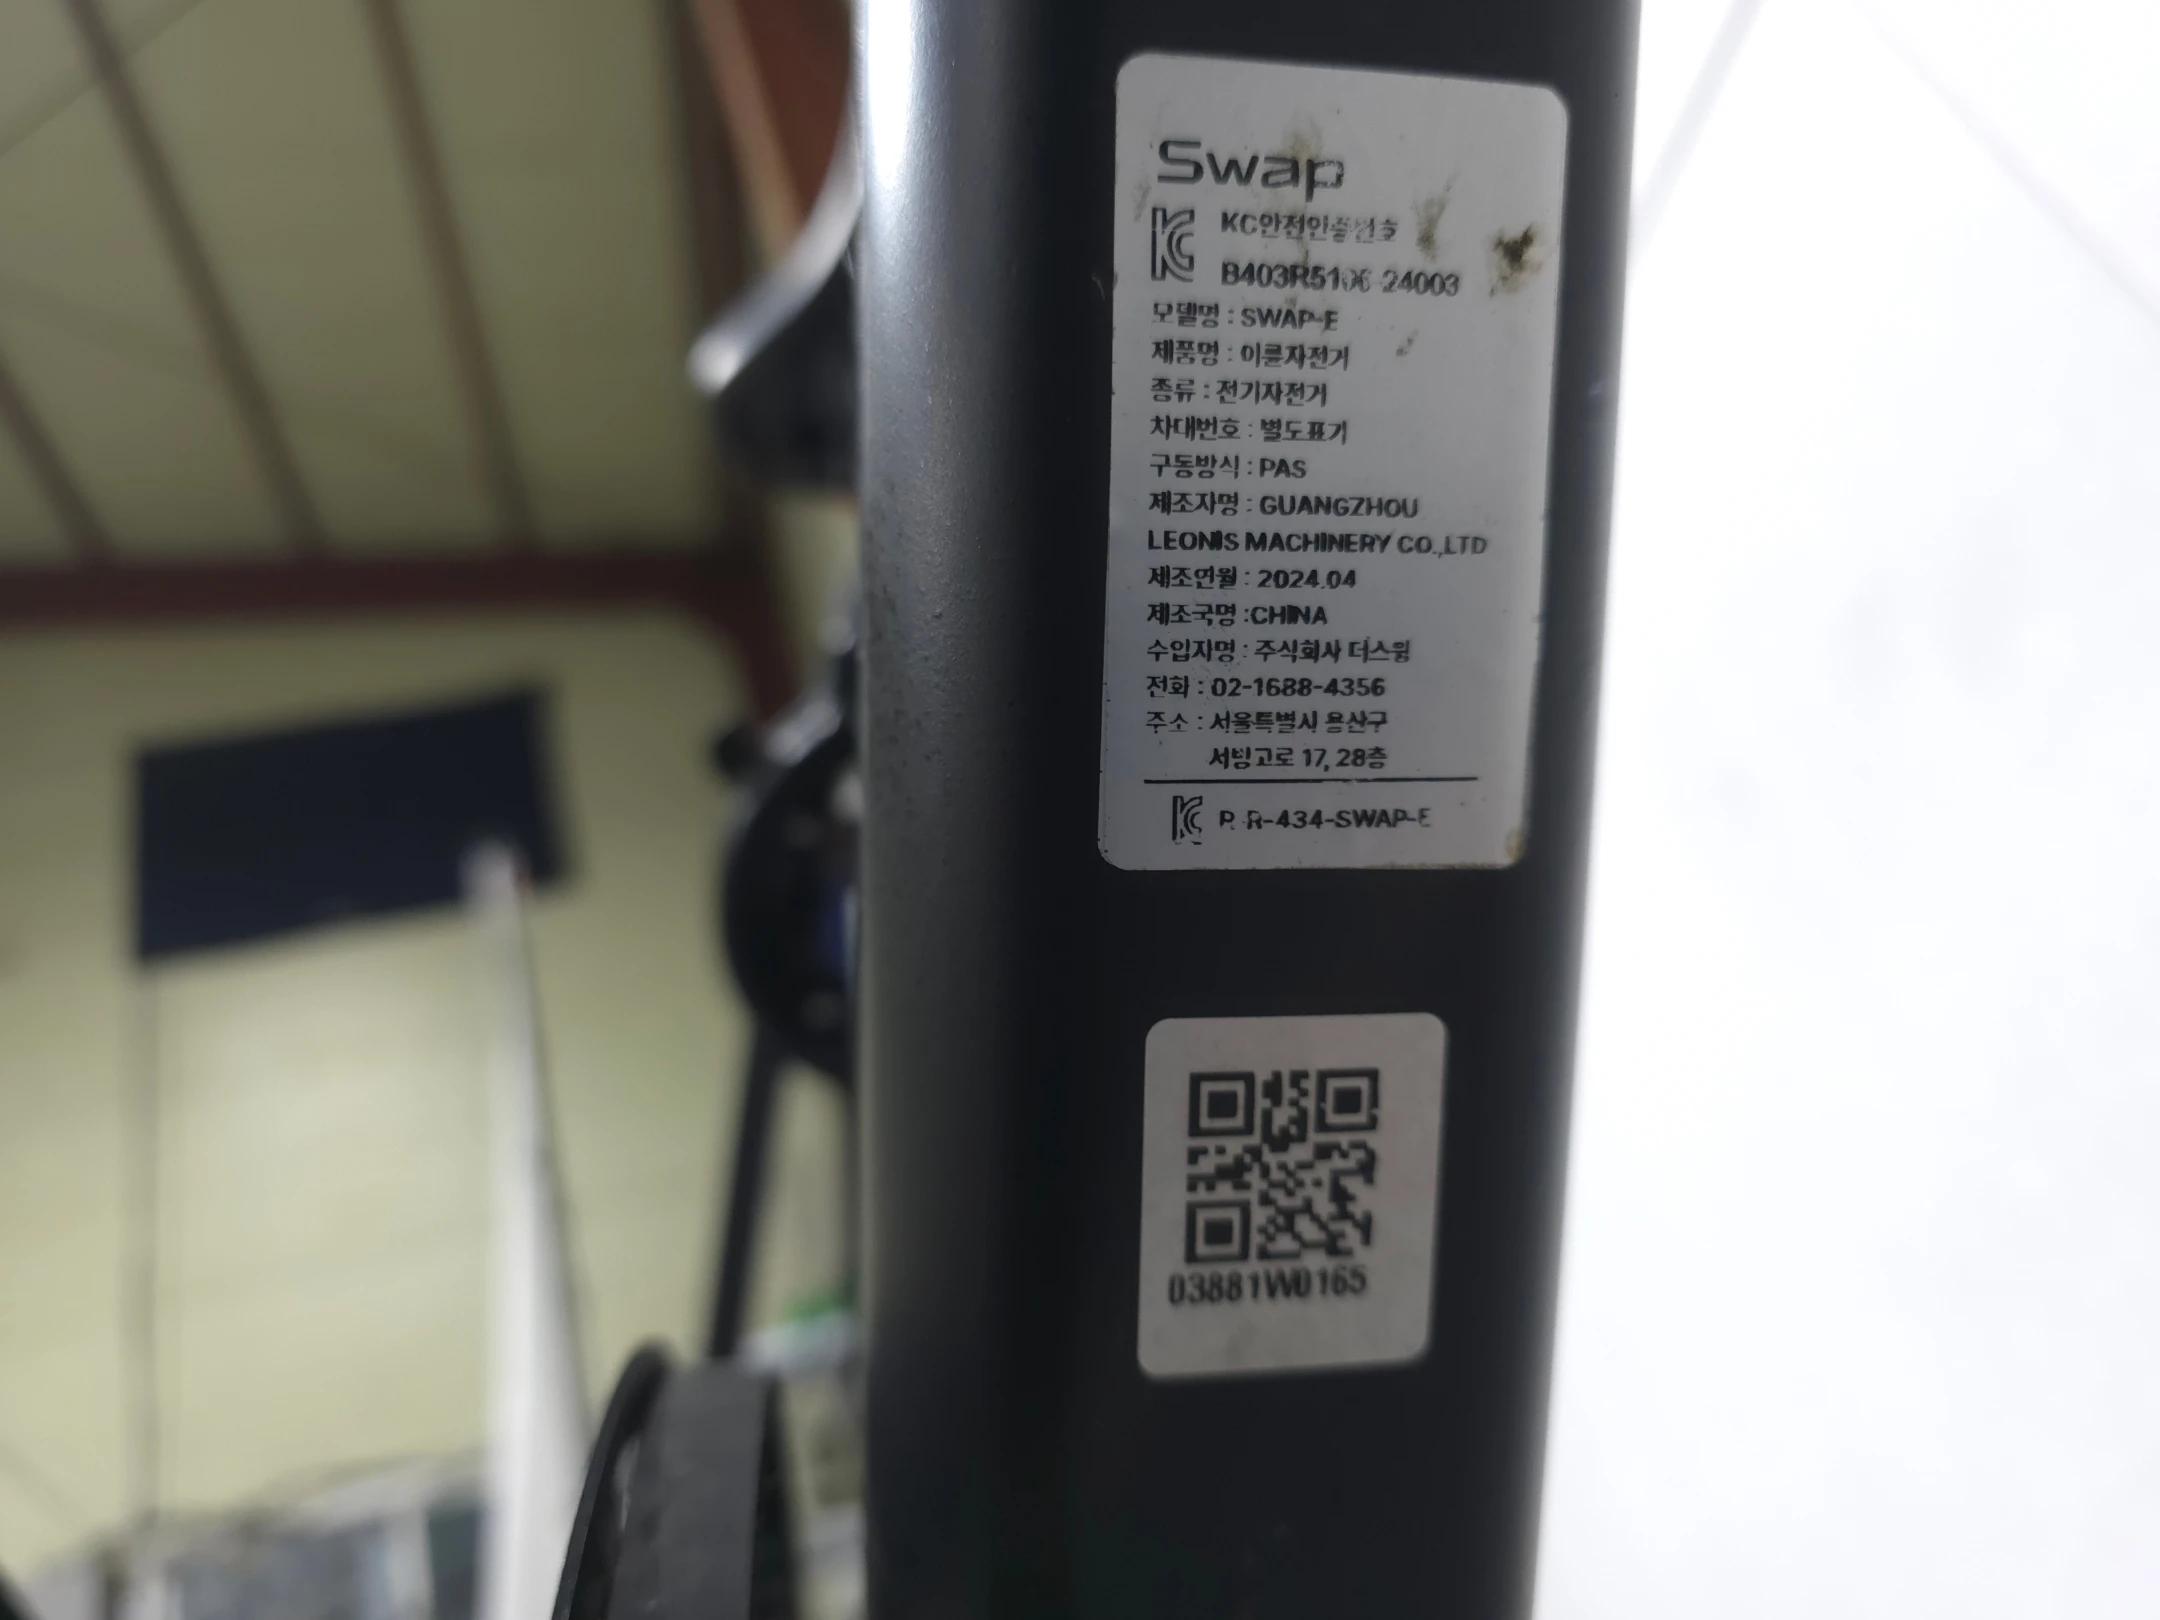 Swap
KC안전인증번호
B403R5106-24003
모델명 : SWAP-E
제품명 : 이륜자전거
종류 : 전기자전거
차대번호 : 별도표기
구동방식 : PAS
제조자명 : GUANGZHOU
LEONIS MACHINERY CO.,LTD
제조연월 : 2024.04
제조국명 :CHINA
수입자명 : 주식회사 더스윙
전화 : 02-1688-4356
주소 : 서울특별시 용산구
서빙고로 17, 28층
R-R-434-SWAP-E
03881W0165